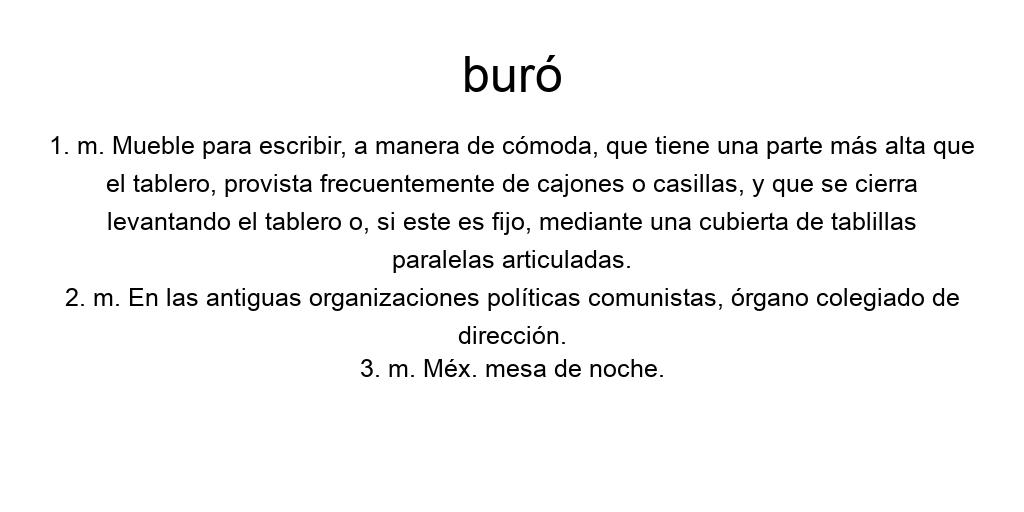 buró
1. m. Mueble para escribir, a manera de cómoda, que tiene una parte más alta que
el tablero, provista frecuentemente de cajones o casillas, y que se cierra
levantando el tablero o, si este es fijo, mediante una cubierta de tablillas
paralelas articuladas.
2. m. En las antiguas organizaciones políticas comunistas, órgano colegiado de
dirección.
3. m. Méx. mesa de noche.